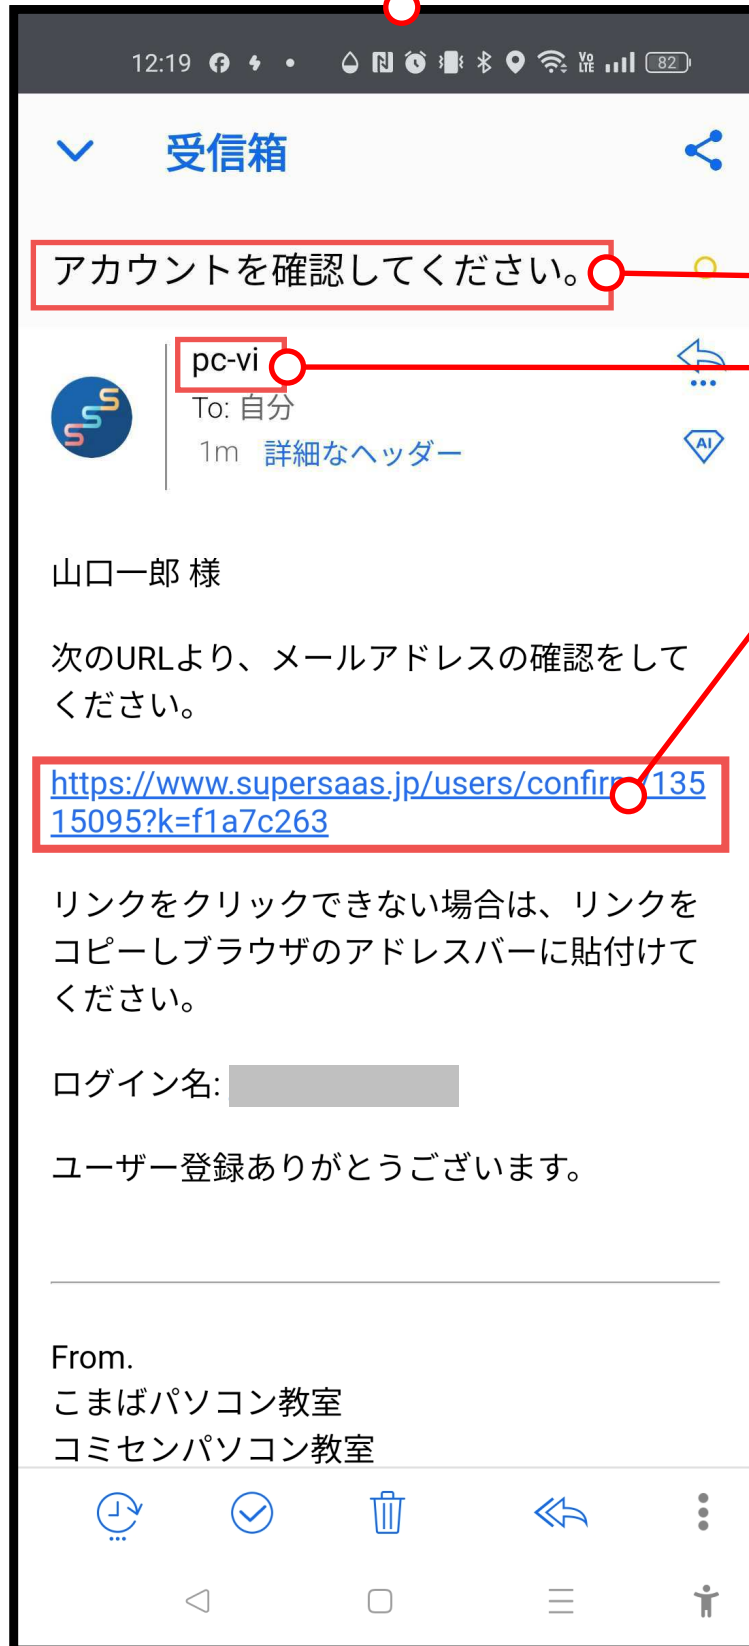 12:19 82
受信箱
アカウントを確認してください。
pc-vi
To: 自分
1m 詳細なヘッダー
AI
SSS
山口一郎 様
次のURLより、メールアドレスの確認をして
ください。
https://www.supersaas.jp/users/confirm/135
15095?k=f1a7c263
リンクをクリックできない場合は、リンクを
コピーしブラウザのアドレスバーに貼付けて
ください。
ログイン名:
ユーザー登録ありがとうございます。
From.
こまばパソコン教室
コミセンパソコン教室